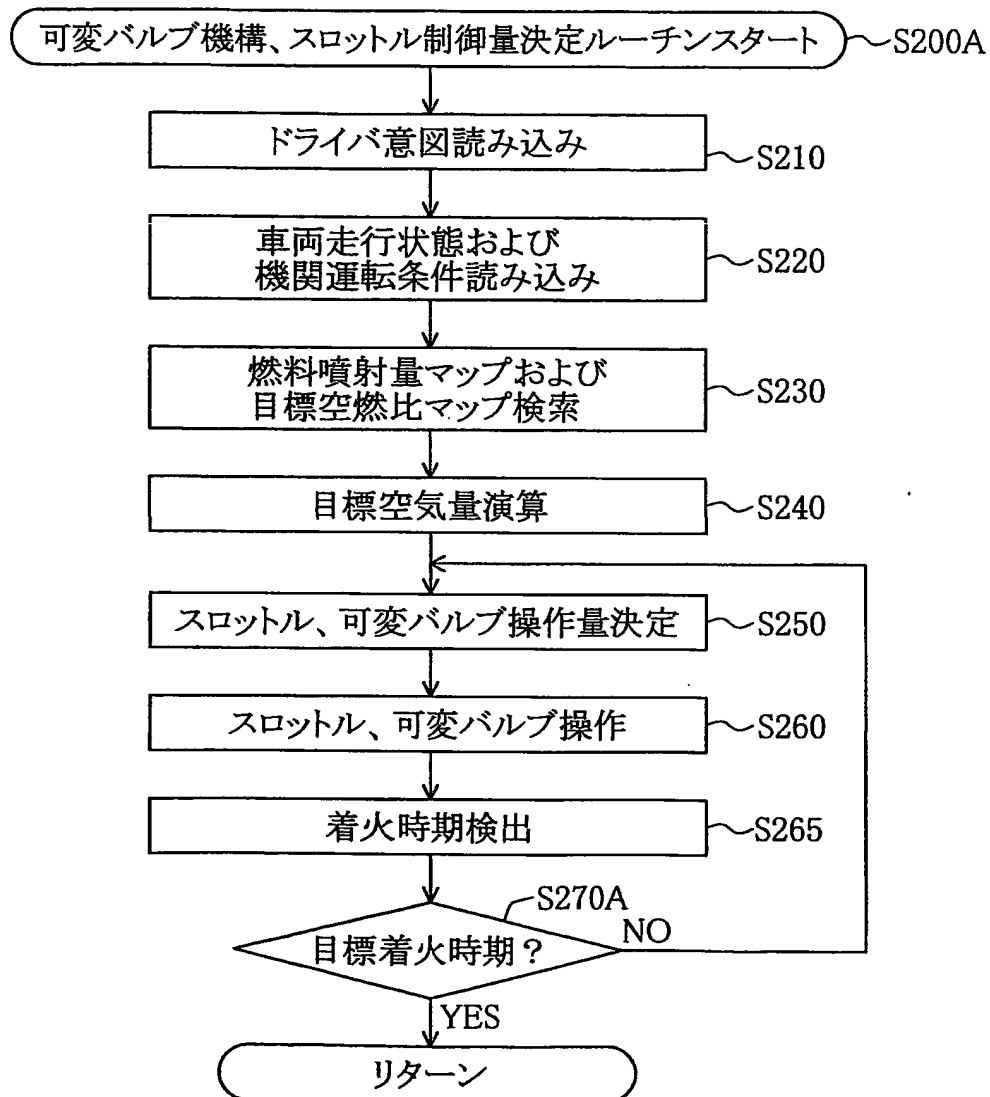 可変バルブ機構、スロットル制御量決定ルーチンスタート
S200A
ドライバ意図読み込み
S210
車両走行状態および
機関運転条件読み込み
S220
燃料噴射量マップおよび
目標空燃比マップ検索
S230
目標空気量演算
S240
スロットル、可変バルブ操作量決定
S250
スロットル、可変バルブ操作
S260
着火時期検出
S265
S270A
目標着火時期？
NO
YES
リターン